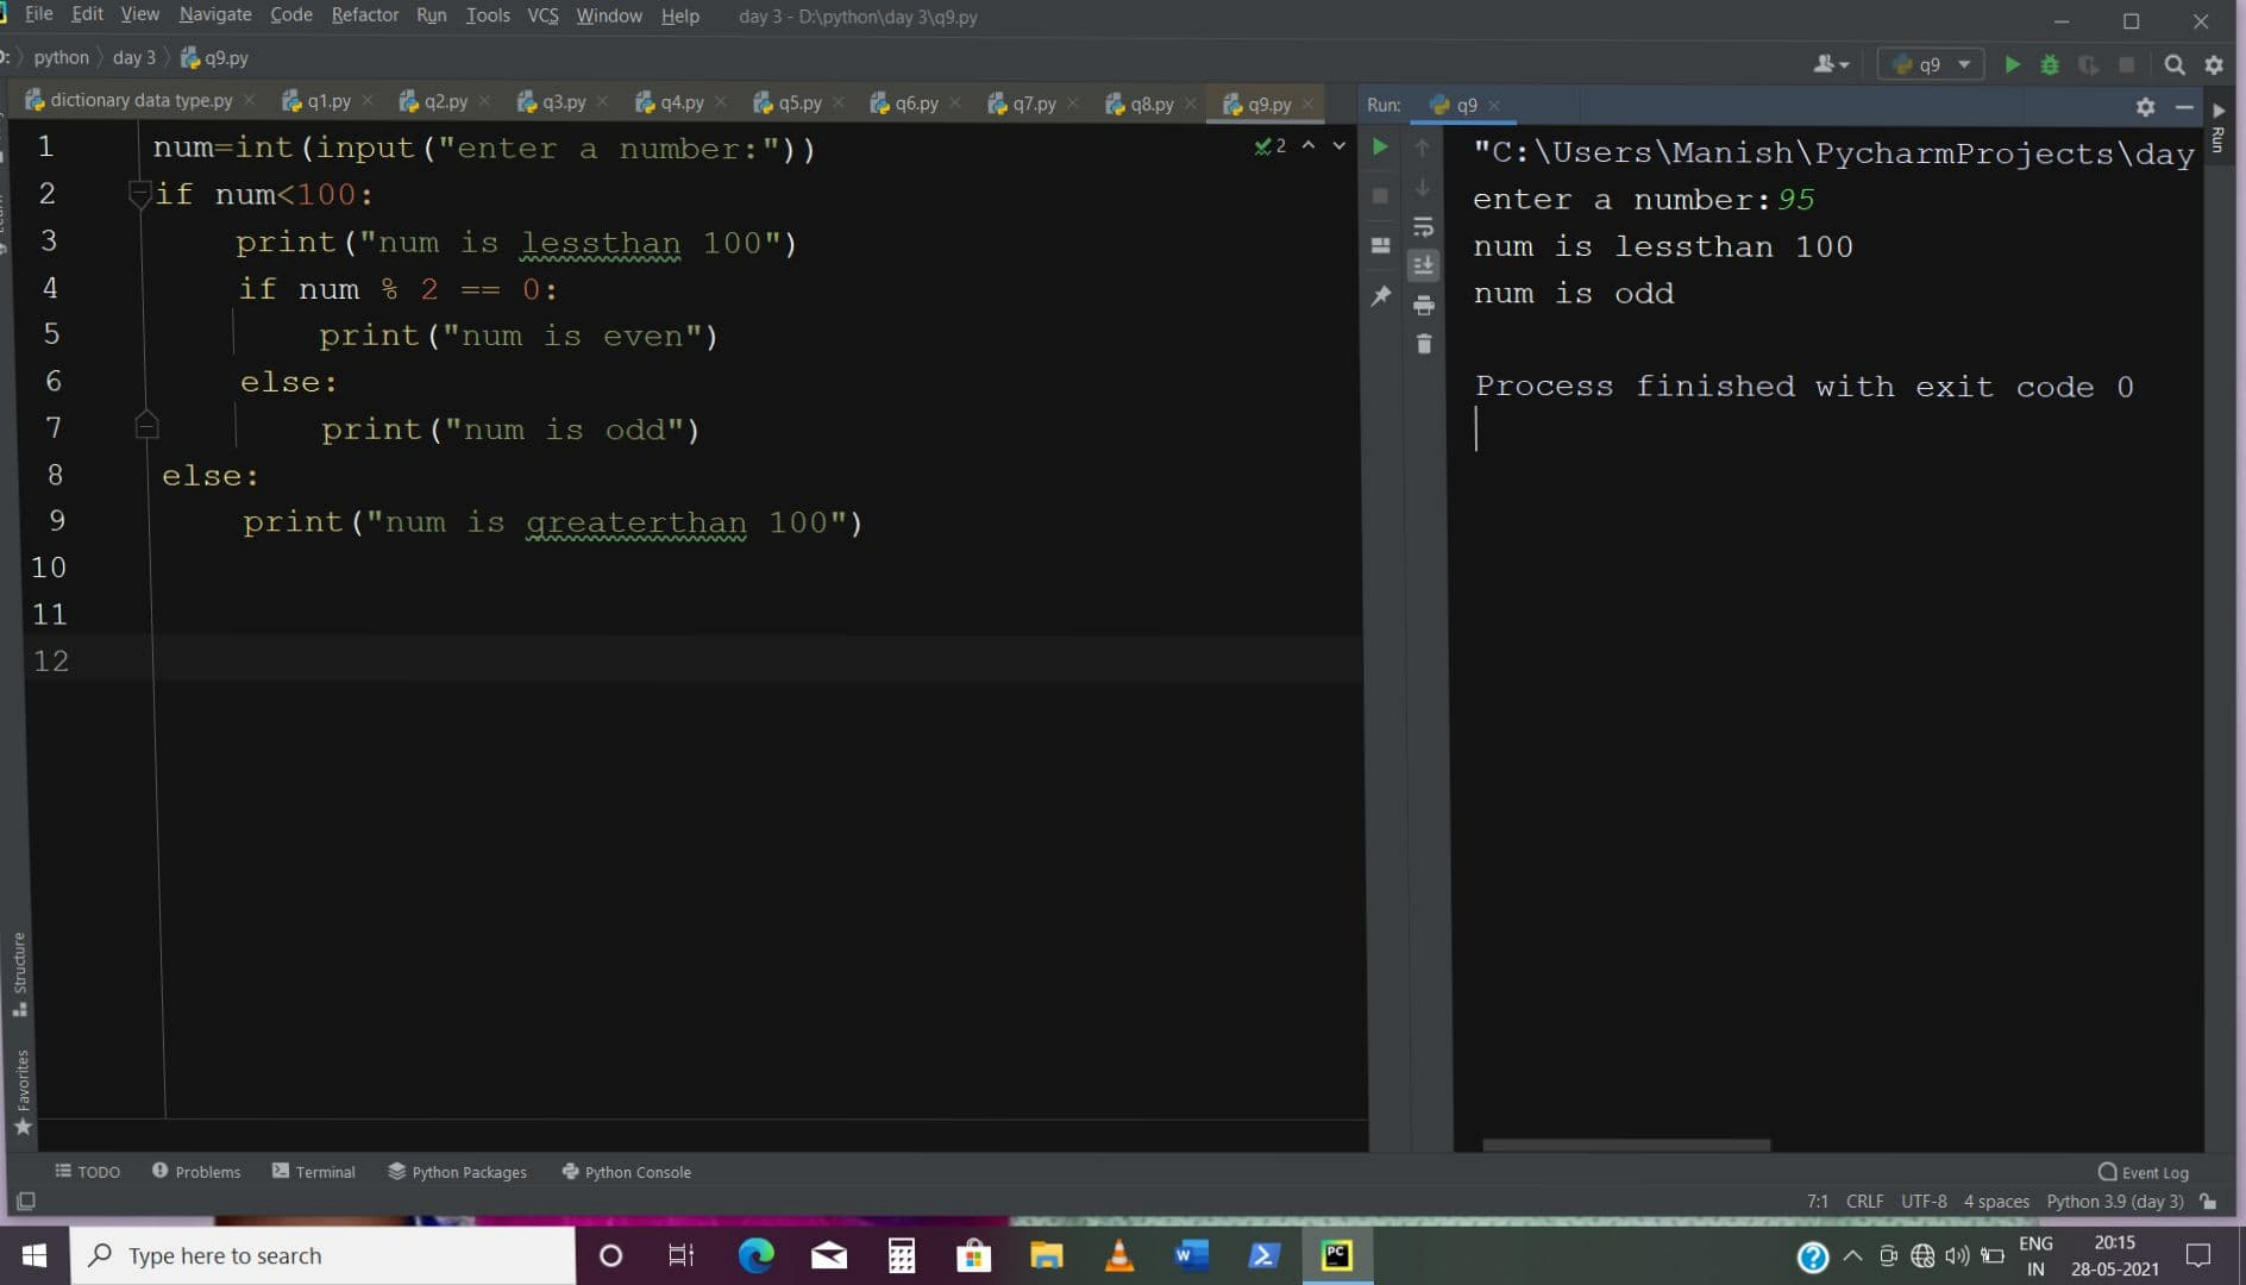 File Edit View Navigate Code Refactor Run Tools VCS Window Help day 3 - D:\python\day 3\q9.py
python day 3 q9.py
q9
dictionary data type.py q1.py q2.py q3.py q4.py q5.py q6.py q7.py q8.py q9.py
Run: q9
1 num=int(input("enter a number:"))
2 if num<100:
3 print("num is lessthan 100")
4 if num % 2 == 0:
5 print("num is even")
6 else:
7 print("num is odd")
8 else:
9 print("num is greaterthan 100")
10
11
12
2
"C:\Users\Manish\PycharmProjects\day
enter a number:95
num is lessthan 100
num is odd
Process finished with exit code 0
Run
Structure
Favorites
TODO Problems Terminal Python Packages Python Console Event Log
7:1 CRLF UTF-8 4 spaces Python 3.9 (day 3)
Type here to search
W
PC
ENG
IN
20:15
28-05-2021